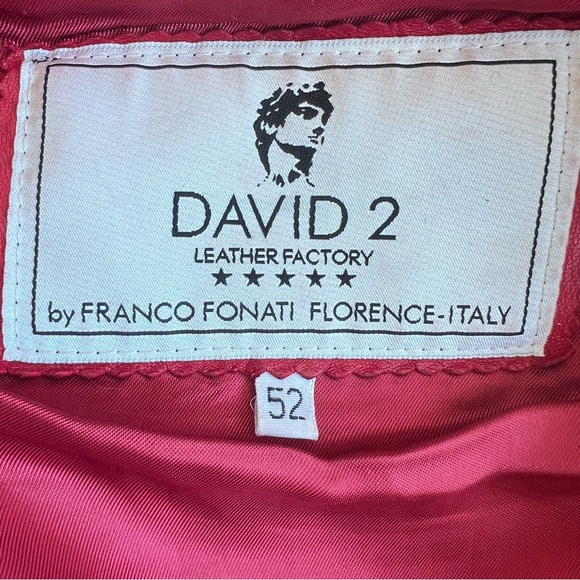 DAVID 2
LEATHER FACTORY
★★★★★
by FRANCO FONATI FLORENCE-ITALY
52